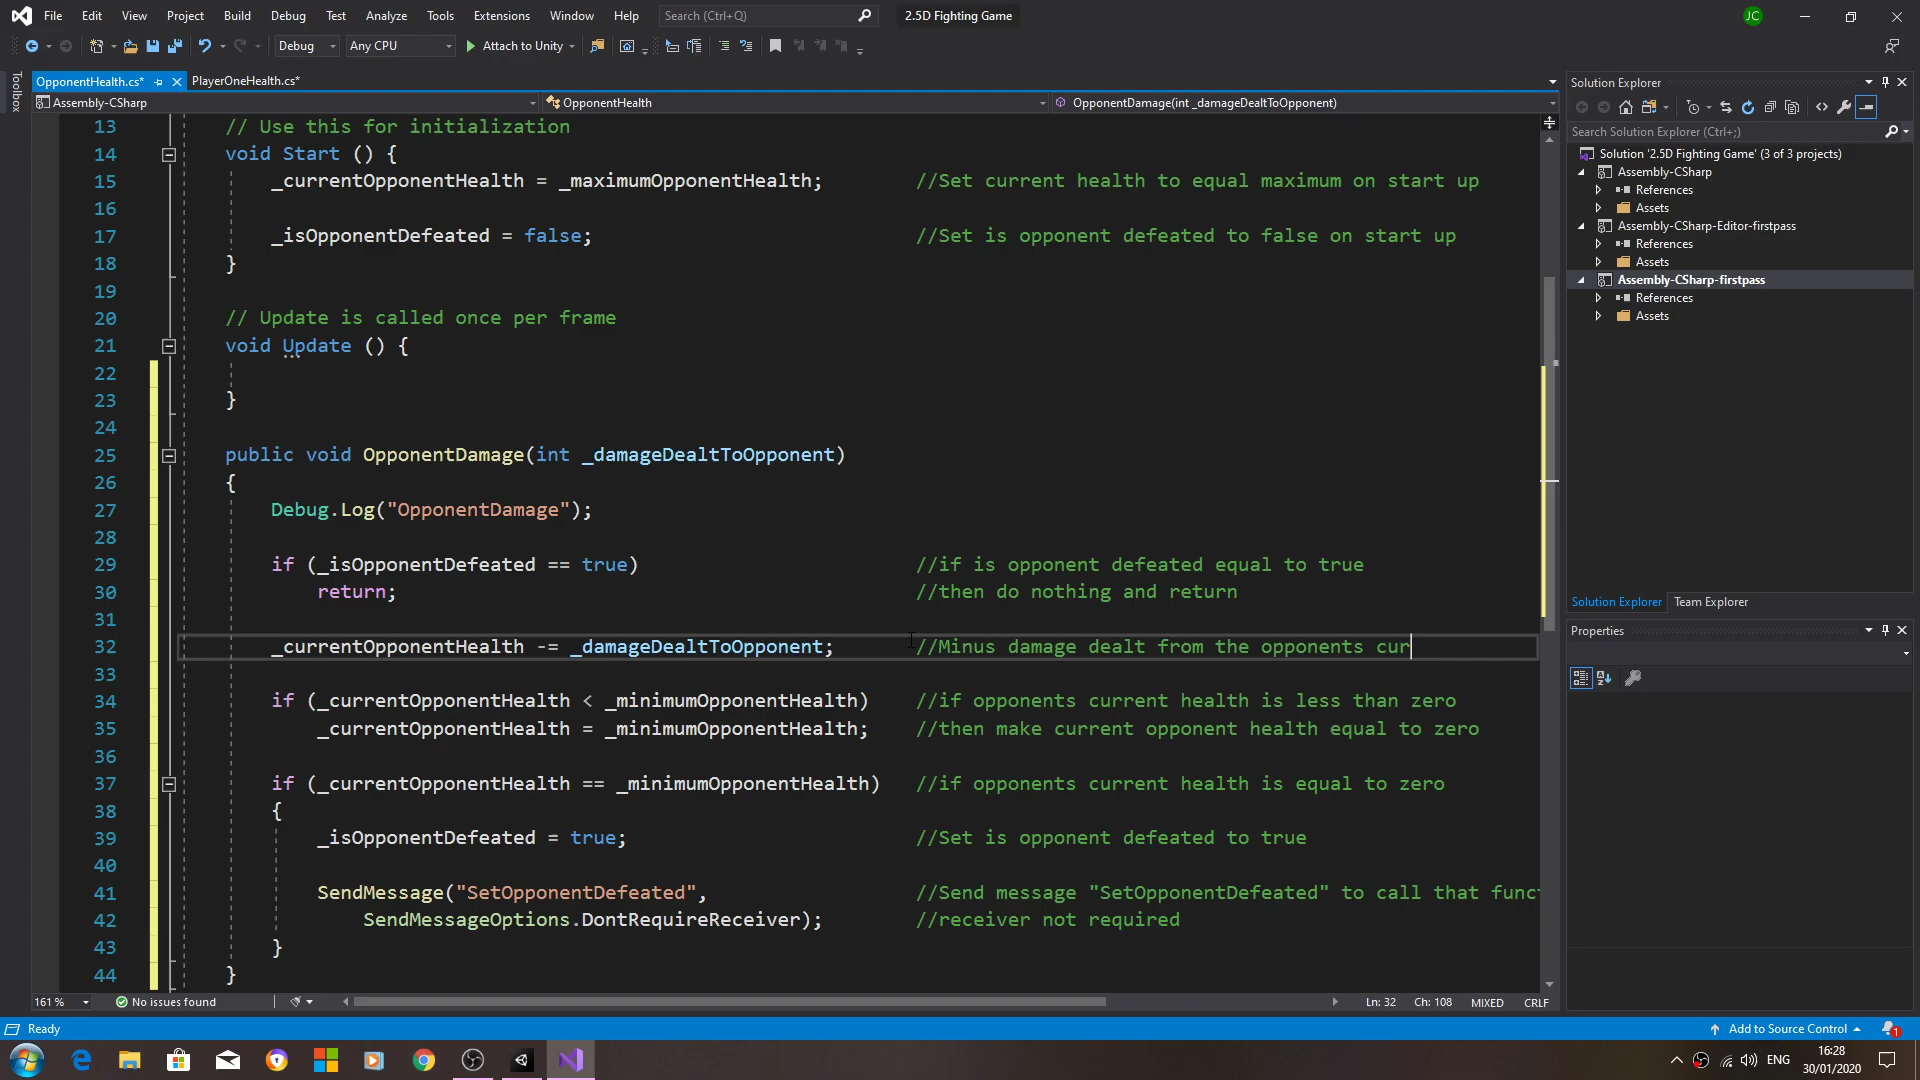 File Edit View Project Build Debug Test Analyze Tools Extensions Window Help Search (Ctrl+Q) 2.5D Fighting Game JC
Debug Any CPU Attach to Unity
Toolbox
OpponentHealth.cs* PlayerOneHealth.cs*
Assembly-CSharp OpponentHealth OpponentDamage(int _damageDealtToOpponent)
13 // Use this for initialization
14 void Start () {
15 _currentOpponentHealth = _maximumOpponentHealth; //Set current health to equal maximum on start up
16
17 _isOpponentDefeated = false; //Set is opponent defeated to false on start up
18 }
19
20 // Update is called once per frame
21 void Update () {
22
23 }
24
25 public void OpponentDamage(int _damageDealtToOpponent)
26 {
27 Debug.Log("OpponentDamage");
28
29 if (_isOpponentDefeated == true) //if is opponent defeated equal to true
30 return; //then do nothing and return
31
32 _currentOpponentHealth -= _damageDealtToOpponent; //Minus damage dealt from the opponents cur
33
34 if (_currentOpponentHealth < _minimumOpponentHealth) //if opponents current health is less than zero
35 _currentOpponentHealth = _minimumOpponentHealth; //then make current opponent health equal to zero
36
37 if (_currentOpponentHealth == _minimumOpponentHealth) //if opponents current health is equal to zero
38 {
39 _isOpponentDefeated = true; //Set is opponent defeated to true
40
41 SendMessage("SetOpponentDefeated", //Send message "SetOpponentDefeated" to call that funct
42 SendMessageOptions.DontRequireReceiver); //receiver not required
43 }
44 }
161 % No issues found Ln: 32 Ch: 108 MIXED CRLF
Solution Explorer
Search Solution Explorer (Ctrl+;)
Solution '2.5D Fighting Game' (3 of 3 projects)
Assembly-CSharp
References
Assets
Assembly-CSharp-Editor-firstpass
References
Assets
Assembly-CSharp-firstpass
References
Assets
Solution Explorer Team Explorer
Properties
Ready Add to Source Control 1
ENG 16:28
30/01/2020